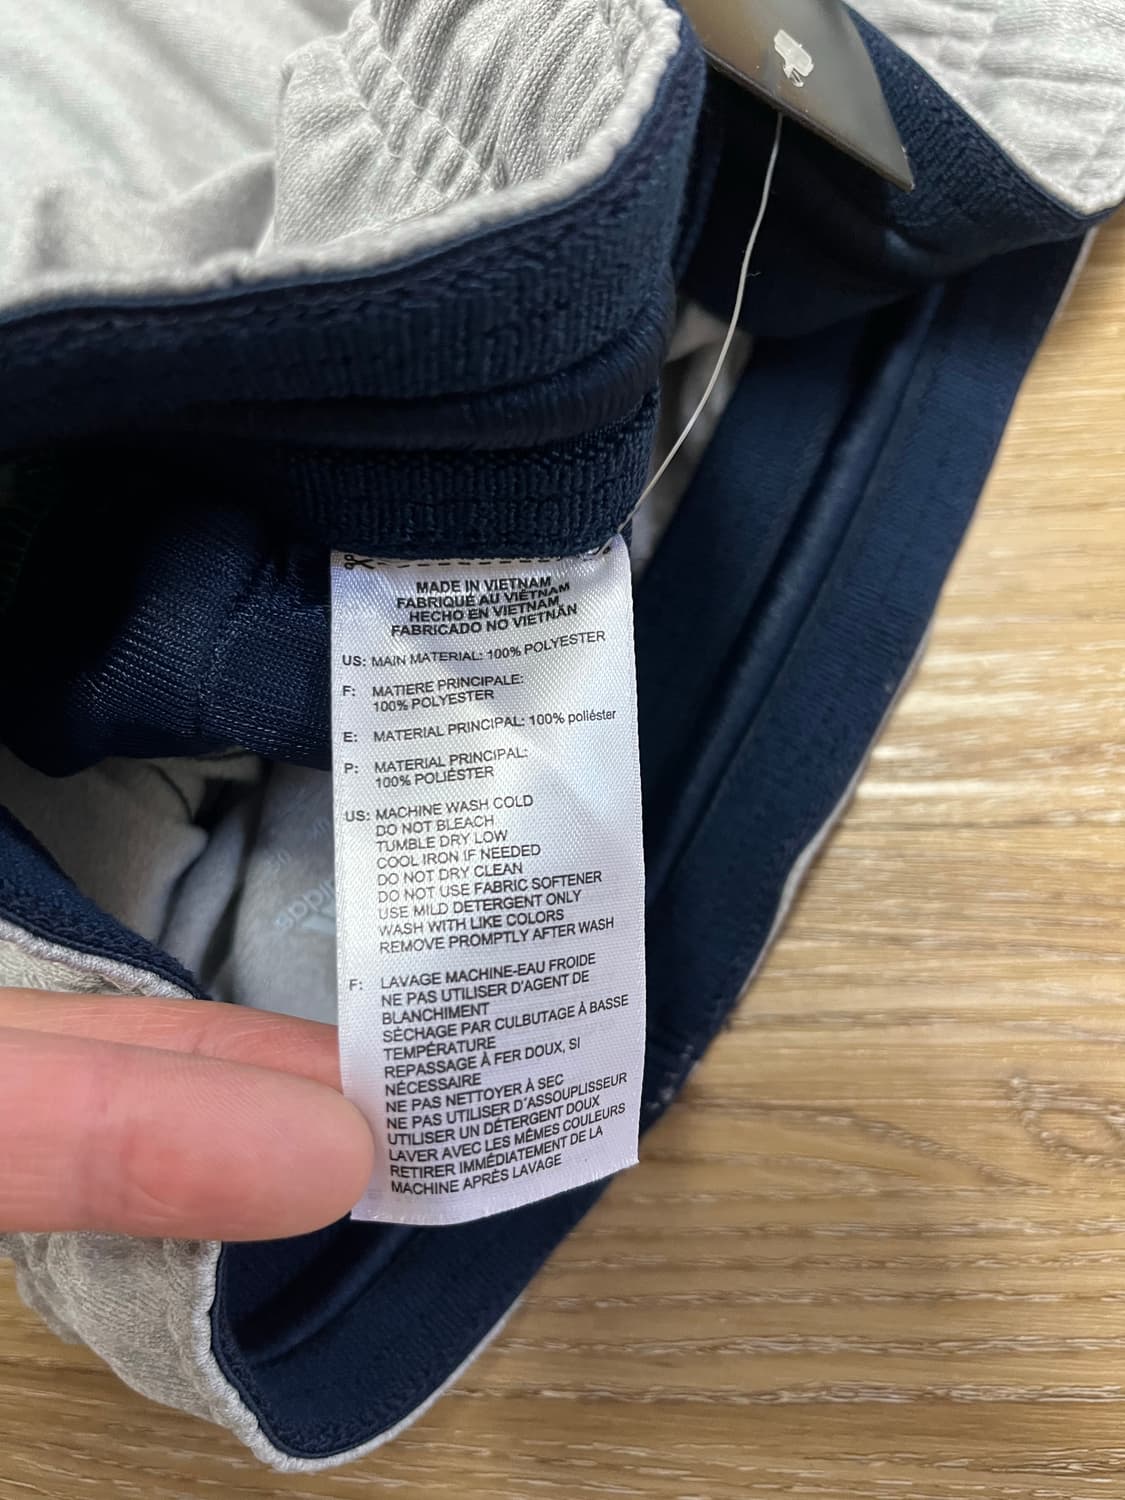 MADE IN VIETNAM
FABRIQUÉ AU VIÊTNAM
HECHO EN VIETNAM
FABRICADO NO VIETNÃN
US: MAIN MATERIAL: 100% POLYESTER
F: MATIERE PRINCIPALE:
100% POLYESTER
E: MATERIAL PRINCIPAL: 100% poliéster
P: MATERIAL PRINCIPAL:
100% POLIÉSTER
US: MACHINE WASH COLD
DO NOT BLEACH
TUMBLE DRY LOW
COOL IRON IF NEEDED
DO NOT DRY CLEAN
DO NOT USE FABRIC SOFTENER
USE MILD DETERGENT ONLY
WASH WITH LIKE COLORS
REMOVE PROMPTLY AFTER WASH
F: LAVAGE MACHINE-EAU FROIDE
NE PAS UTILISER D'AGENT DE
BLANCHIMENT
SÉCHAGE PAR CULBUTAGE À BASSE
TEMPÉRATURE
REPASSAGE À FER DOUX, SI
NÉCESSAIRE
NE PAS NETTOYER À SEC
NE PAS UTILISER D'ASSOUPLISSEUR
UTILISER UN DÉTERGENT DOUX
LAVER AVEC LES MÊMES COULEURS
RETIRER IMMÉDIATEMENT DE LA
MACHINE APRÈS LAVAGE